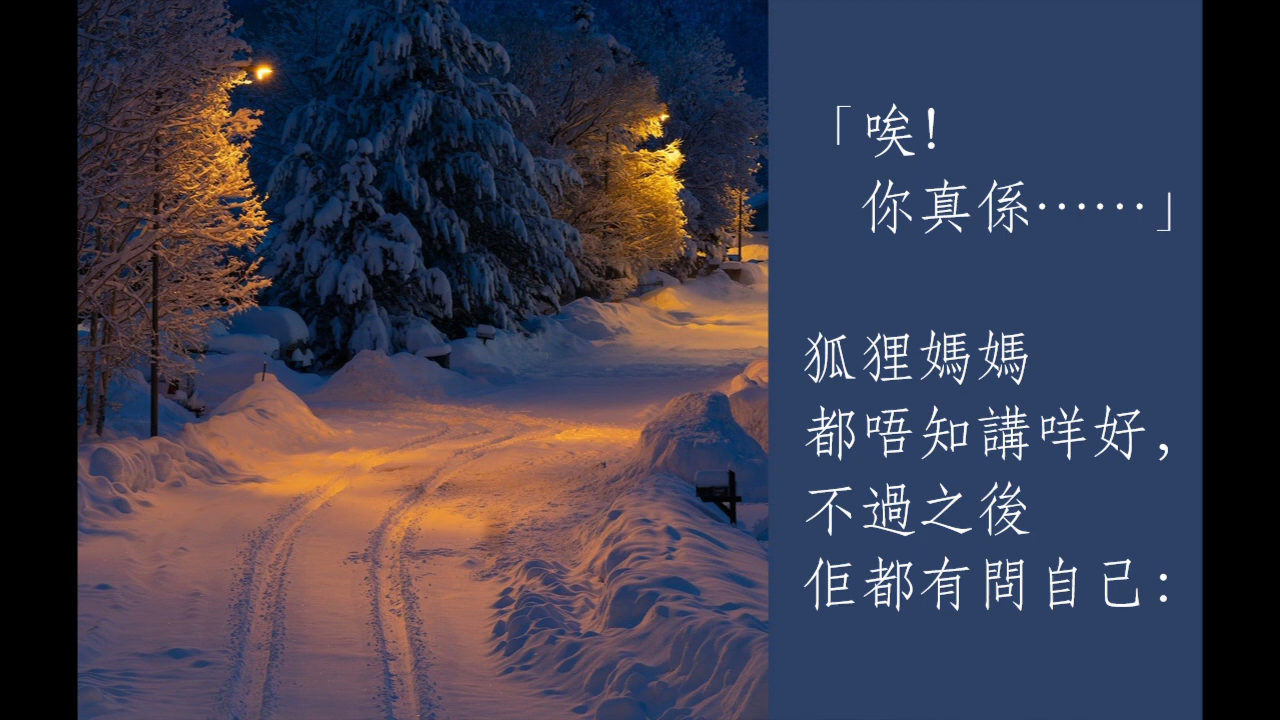 「唉！
你真係……」
狐狸媽媽
都唔知講咩好，
不過之後
佢都有問自己：